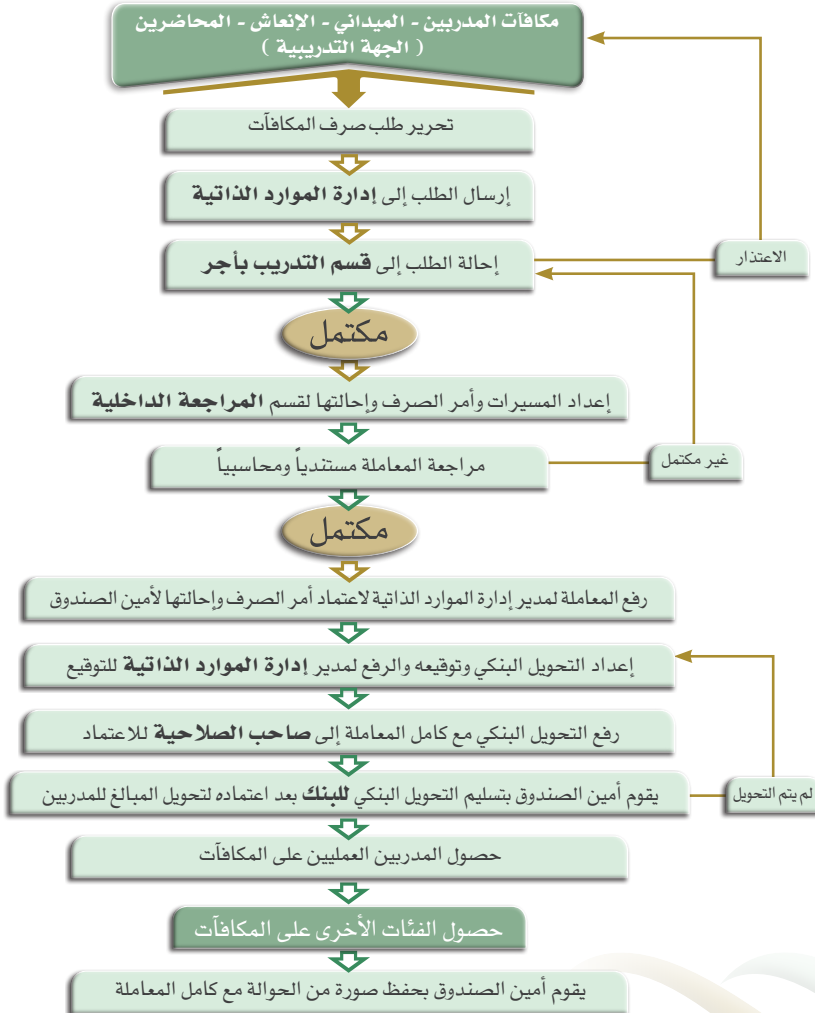 مكافآت المدربين - الميداني - الإنعاش - المحاضرين
( الجهة التدريبية )
تحرير طلب صرف المكافآت
إرسال الطلب إلى إدارة الموارد الذاتية
إحالة الطلب إلى قسم التدريب بأجر
الاعتذار
مكتمل
إعداد المسيرات وأمر الصرف وإحالتها لقسم المراجعة الداخلية
مراجعة المعاملة مستندياً ومحاسبياً
غير مكتمل
مكتمل
رفع المعاملة لمدير إدارة الموارد الذاتية لاعتماد أمر الصرف وإحالتها لأمين الصندوق
إعداد التحويل البنكي وتوقيعه والرفع لمدير إدارة الموارد الذاتية للتوقيع
رفع التحويل البنكي مع كامل المعاملة إلى صاحب الصلاحية للاعتماد
يقوم أمين الصندوق بتسليم التحويل البنكي للبنك بعد اعتماده لتحويل المبالغ للمدربين
لم يتم التحويل
حصول المدربين العمليين على المكافآت
حصول الفئات الأخرى على المكافآت
يقوم أمين الصندوق بحفظ صورة من الحوالة مع كامل المعاملة